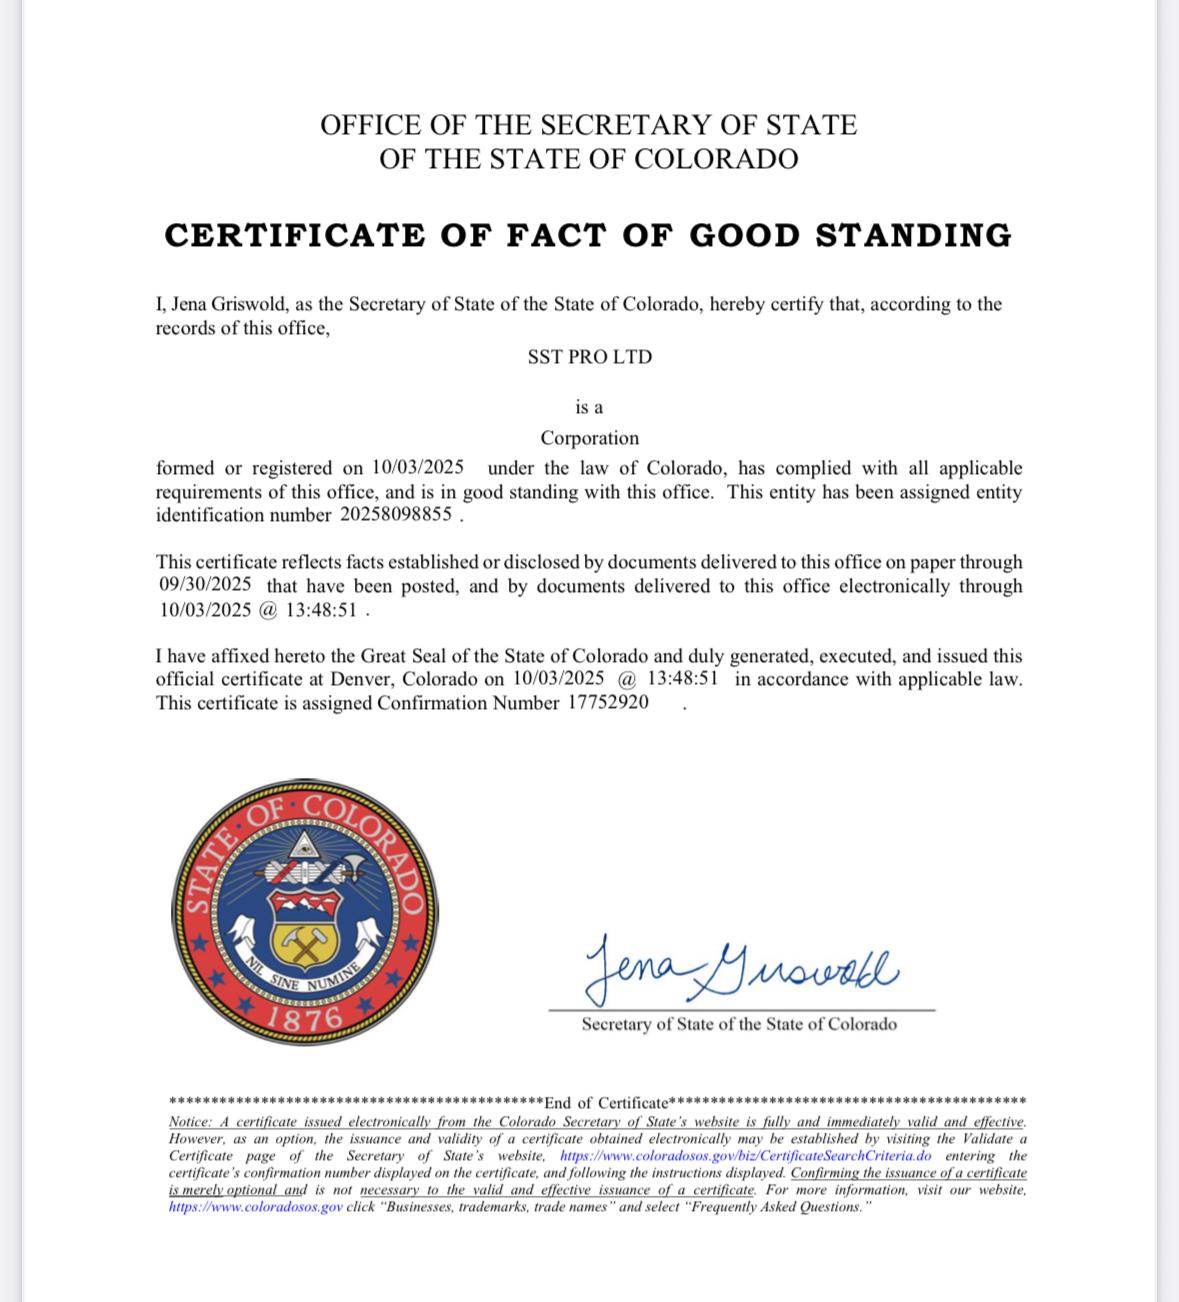 OFFICE OF THE SECRETARY OF STATE
OF THE STATE OF COLORADO
CERTIFICATE OF FACT OF GOOD STANDING
I, Jena Griswold, as the Secretary of State of the State of Colorado, hereby certify that, according to the
records of this office,
SST PRO LTD
is a
Corporation
formed or registered on 10/03/2025 under the law of Colorado, has complied with all applicable
requirements of this office, and is in good standing with this office. This entity has been assigned entity
identification number 20258098855 .
This certificate reflects facts established or disclosed by documents delivered to this office on paper through
09/30/2025 that have been posted, and by documents delivered to this office electronically through
10/03/2025 @ 13:48:51 .
I have affixed hereto the Great Seal of the State of Colorado and duly generated, executed, and issued this
official certificate at Denver, Colorado on 10/03/2025 @ 13:48:51 in accordance with applicable law.
This certificate is assigned Confirmation Number 17752920 .
STATE OF COLORADO
NIL SINE NUMINE
1876
Jena Griswold
Secretary of State of the State of Colorado
*********************************************End of Certificate*******************************************
Notice: A certificate issued electronically from the Colorado Secretary of State's website is fully and immediately valid and effective.
However, as an option, the issuance and validity of a certificate obtained electronically may be established by visiting the Validate a
Certificate page of the Secretary of State's website, https://www.coloradosos.gov/biz/CertificateSearchCriteria.do entering the
certificate's confirmation number displayed on the certificate, and following the instructions displayed. Confirming the issuance of a certificate
is merely optional and is not necessary to the valid and effective issuance of a certificate. For more information, visit our website,
https://www.coloradosos.gov click “Businesses, trademarks, trade names” and select “Frequently Asked Questions.”